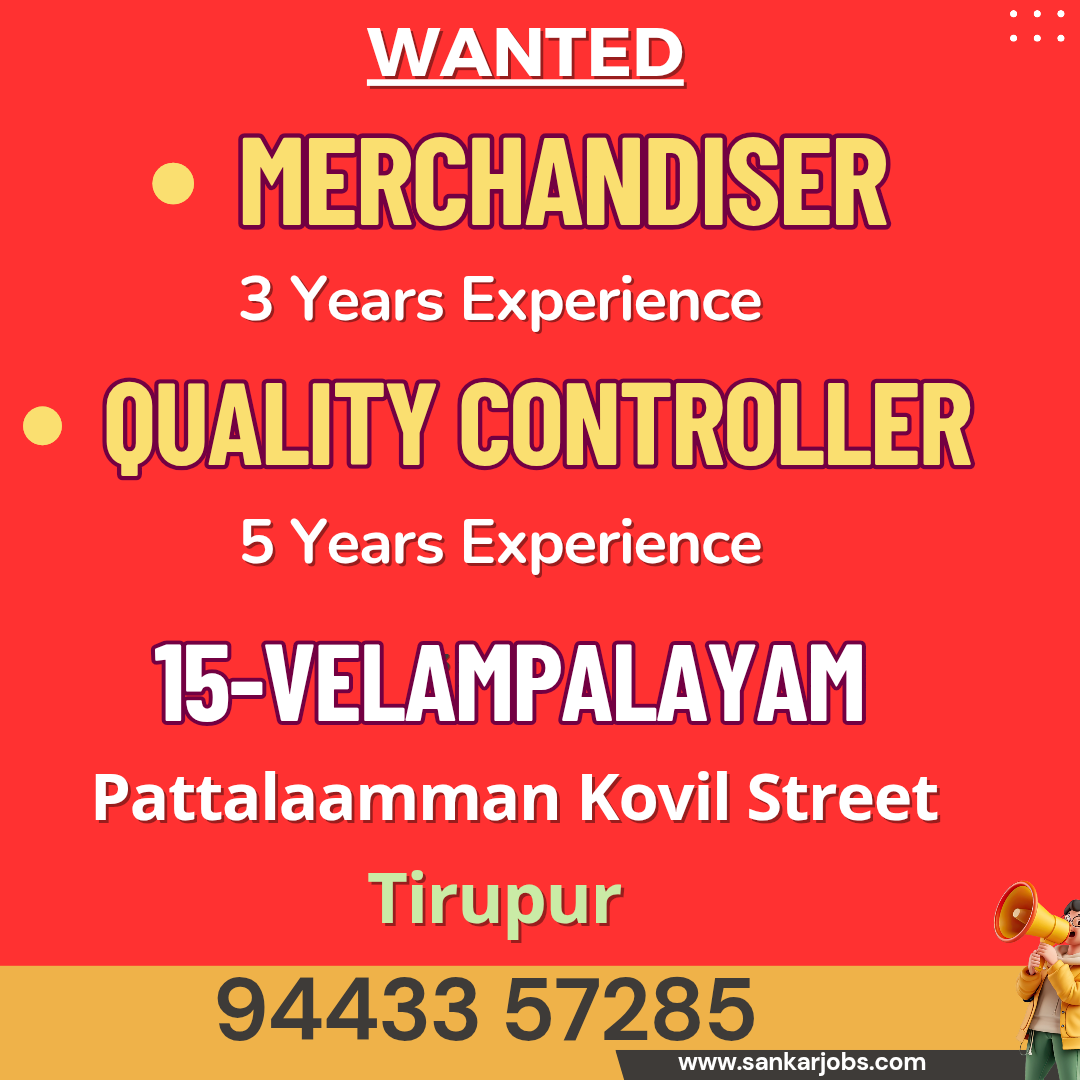 WANTED
• MERCHANDISER
3 Years Experience
• QUALITY CONTROLLER
5 Years Experience
15-VELAMPALAYAM
Pattalaamman Kovil Street
Tirupur
94433 57285
www.sankarjobs.com